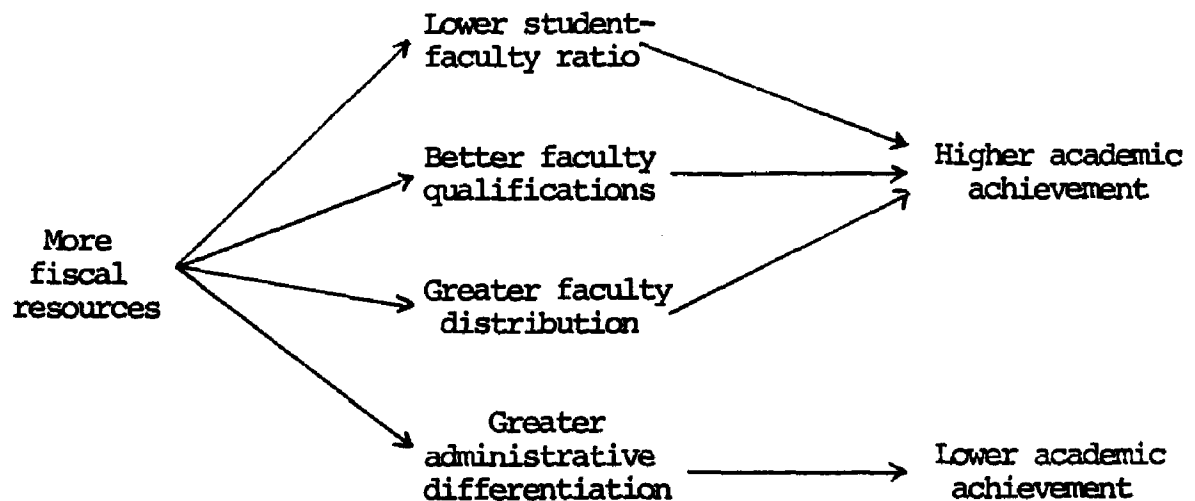 Lower student-
faculty ratio
Better faculty
qualifications
Higher academic
achievement
More
fiscal
resources
Greater faculty
distribution
Greater
administrative
differentiation
Lower academic
achievement